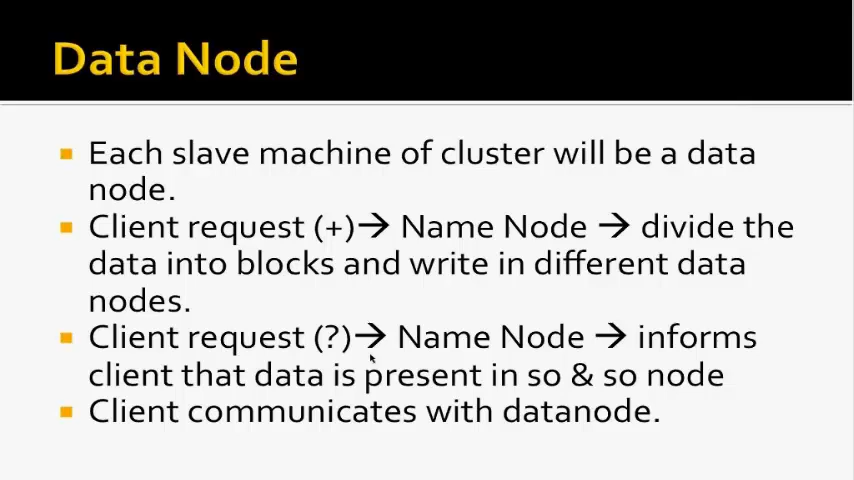 Data Node
■ Each slave machine of cluster will be a data
node.
■ Client request (+)→ Name Node → divide the
data into blocks and write in different data
nodes.
■ Client request (?)→ Name Node → informs
client that data is present in so & so node
■ Client communicates with datanode.